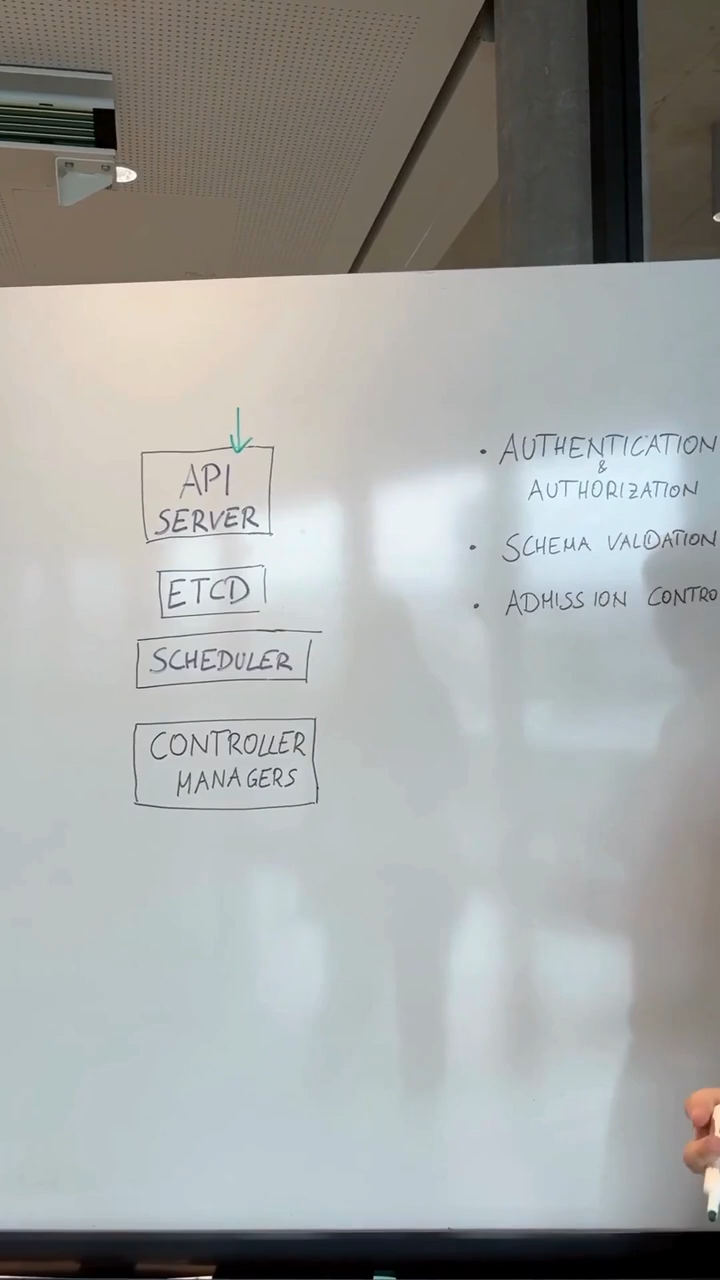 API
SERVER
ETCD
SCHEDULER
CONTROLLER
MANAGERS
• AUTHENTICATION
&
AUTHORIZATION
• SCHEMA VALIDATION
• ADMISSION CONTRO